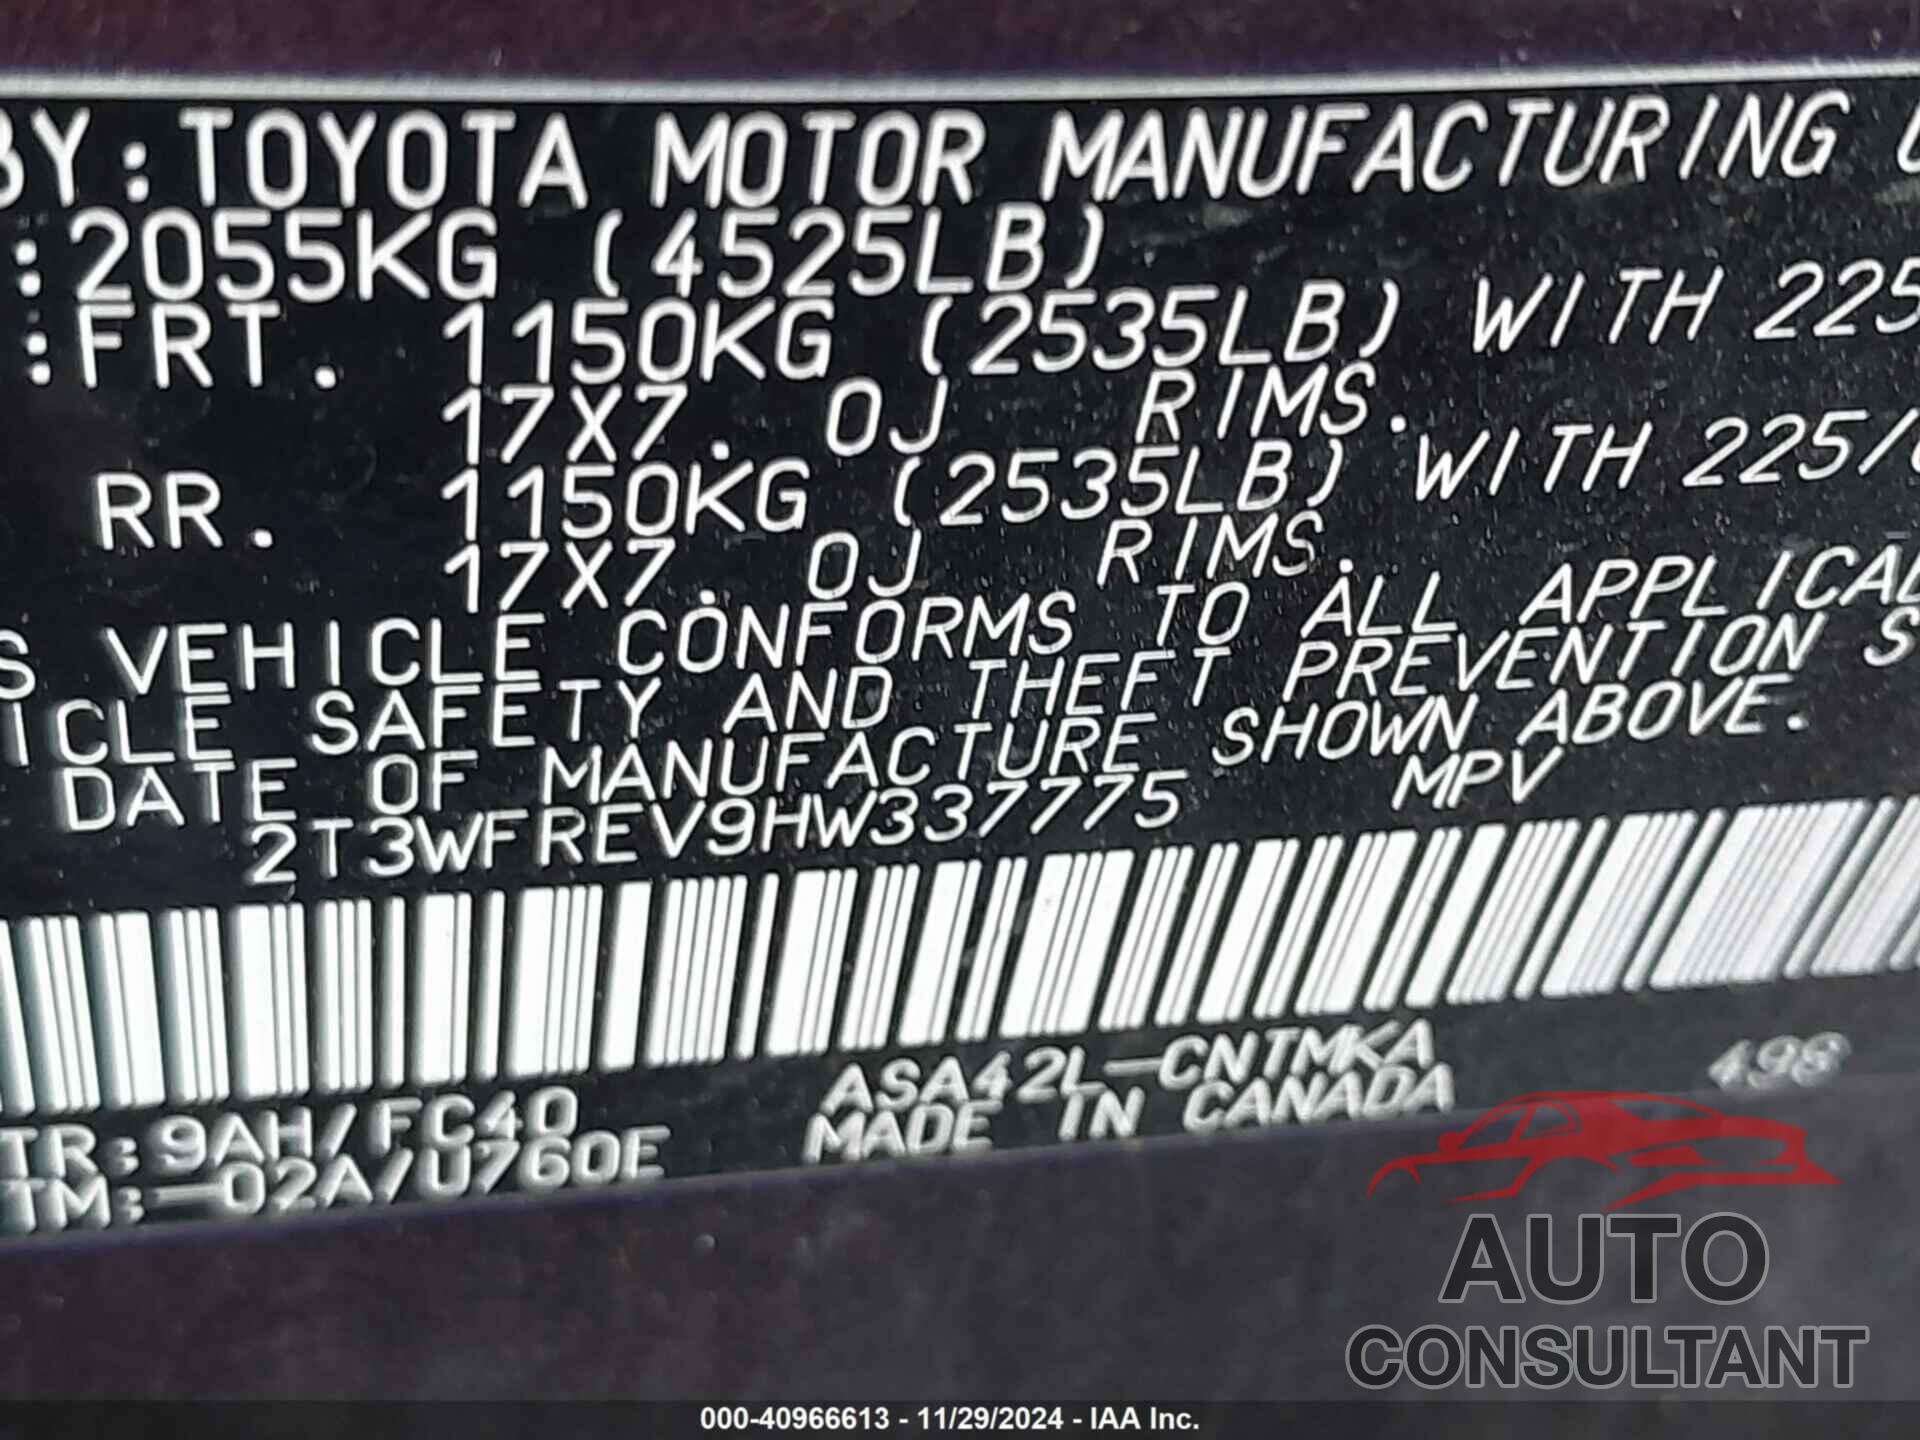 BY:TOYOTA MOTOR MANUFACTURING
:2055KG (4525LB)
:FRT. 1150KG (2535LB) WITH 225
17X7. 0J RIMS.
RR. 1150KG (2535LB) WITH 225/
17X7. 0J RIMS.
S VEHICLE CONFORMS TO ALL APPLICAL
ICLE SAFETY AND THEFT PREVENTION S
DATE OF MANUFACTURE SHOWN ABOVE.
2T3WFREV9HW337775 MPV
ASA42L-CNTMKA 498
TR:9AH/FC40 MADE IN CANADA
TM:-02A/U760E
AUTO
CONSULTANT
000-40966613 - 11/29/2024 - IAA Inc.